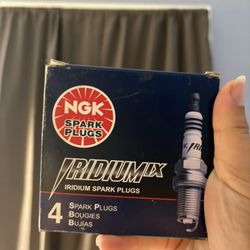 NGK
SPARK
PLUGS
IRIDIUM IX
IRIDIUM SPARK PLUGS
4
SPARK PLUGS
BOUGIES
BUJIAS